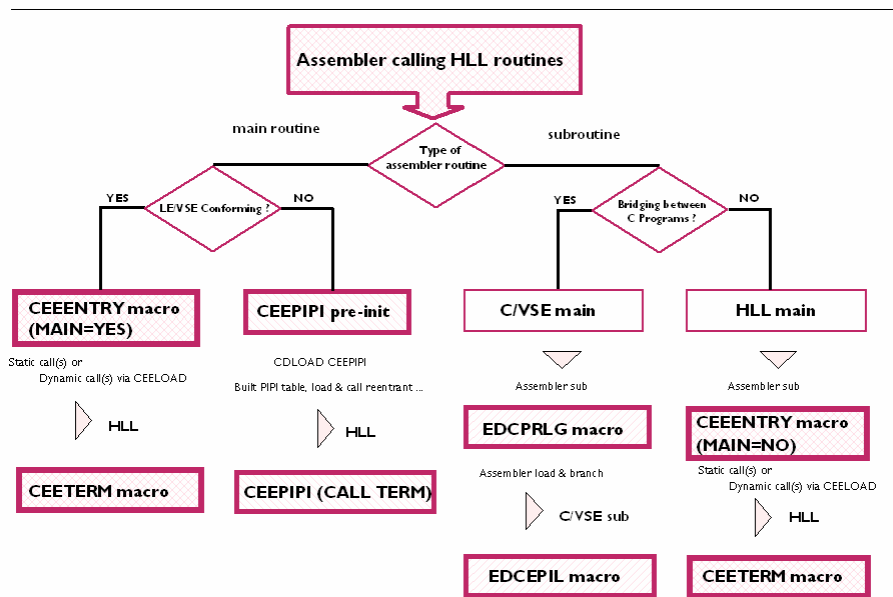 Assembler calling HLL routines
main routine
subroutine
Type of
assembler routine
YES
LE/VSE Conforming ?
NO
YES
Bridging between
C Programs ?
NO
CEEENTRY macro
(MAIN=YES)
CEEPIPI pre-init
C/VSE main
HLL main
Static call(s) or
Dynamic call(s) via CEELOAD
CDLOAD CEEPIPI
Built PIPI table, load & call reentrant ...
Assembler sub
Assembler sub
HLL
HLL
EDCPRLG macro
CEEENTRY macro
(MAIN=NO)
CEETERM macro
CEEPIPI (CALL TERM)
Assembler load & branch
Static call(s) or
Dynamic call(s) via CEELOAD
C/VSE sub
HLL
EDCEPIL macro
CEETERM macro